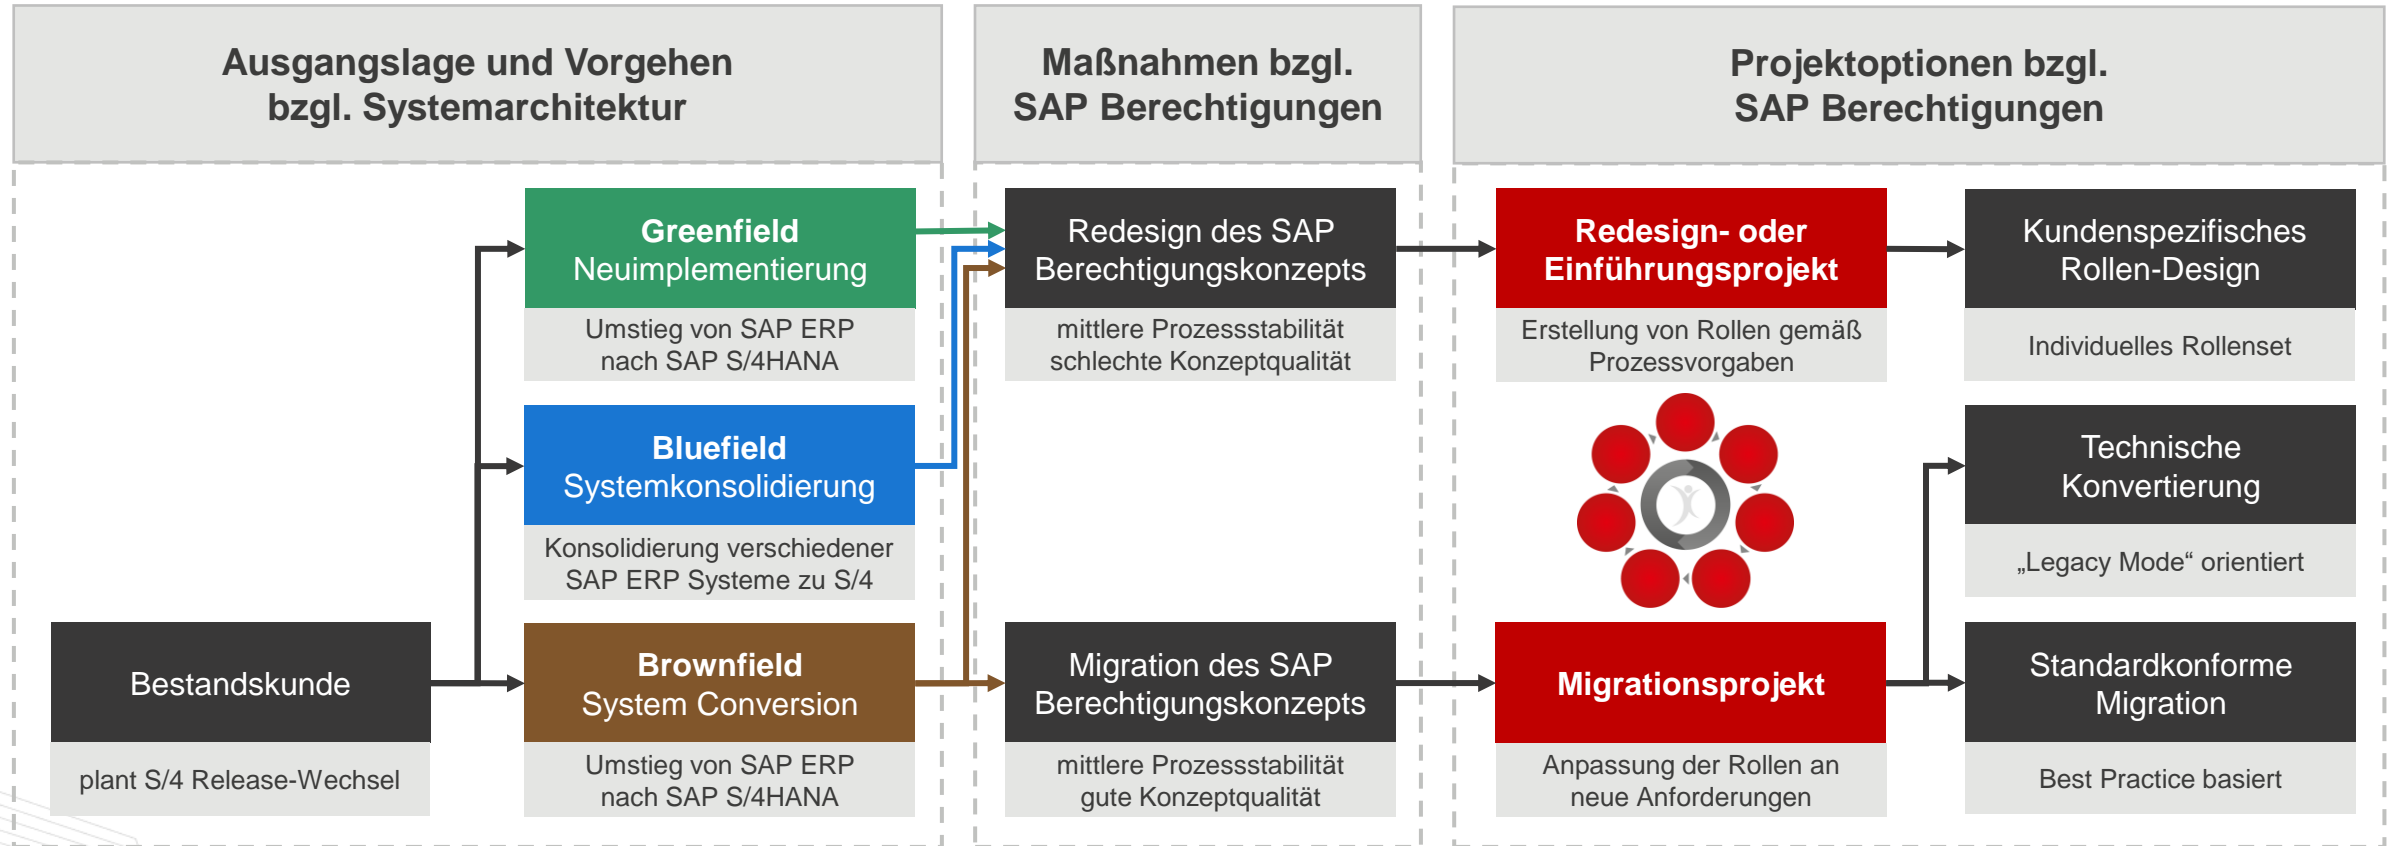 Ausgangslage und Vorgehen
bzgl. Systemarchitektur
Maßnahmen bzgl.
SAP Berechtigungen
Projektoptionen bzgl.
SAP Berechtigungen
Greenfield
Neuimplementierung
Umstieg von SAP ERP
nach SAP S/4HANA
Redesign des SAP
Berechtigungskonzepts
mittlere Prozessstabilität
schlechte Konzeptqualität
Redesign- oder
Einführungsprojekt
Erstellung von Rollen gemäß
Prozessvorgaben
Kundenspezifisches
Rollen-Design
Individuelles Rollenset
Bluefield
Systemkonsolidierung
Konsolidierung verschiedener
SAP ERP Systeme zu S/4
Technische
Konvertierung
„Legacy Mode“ orientiert
Bestandskunde
plant S/4 Release-Wechsel
Brownfield
System Conversion
Umstieg von SAP ERP
nach SAP S/4HANA
Migration des SAP
Berechtigungskonzepts
mittlere Prozessstabilität
gute Konzeptqualität
Migrationsprojekt
Anpassung der Rollen an
neue Anforderungen
Standardkonforme
Migration
Best Practice basiert